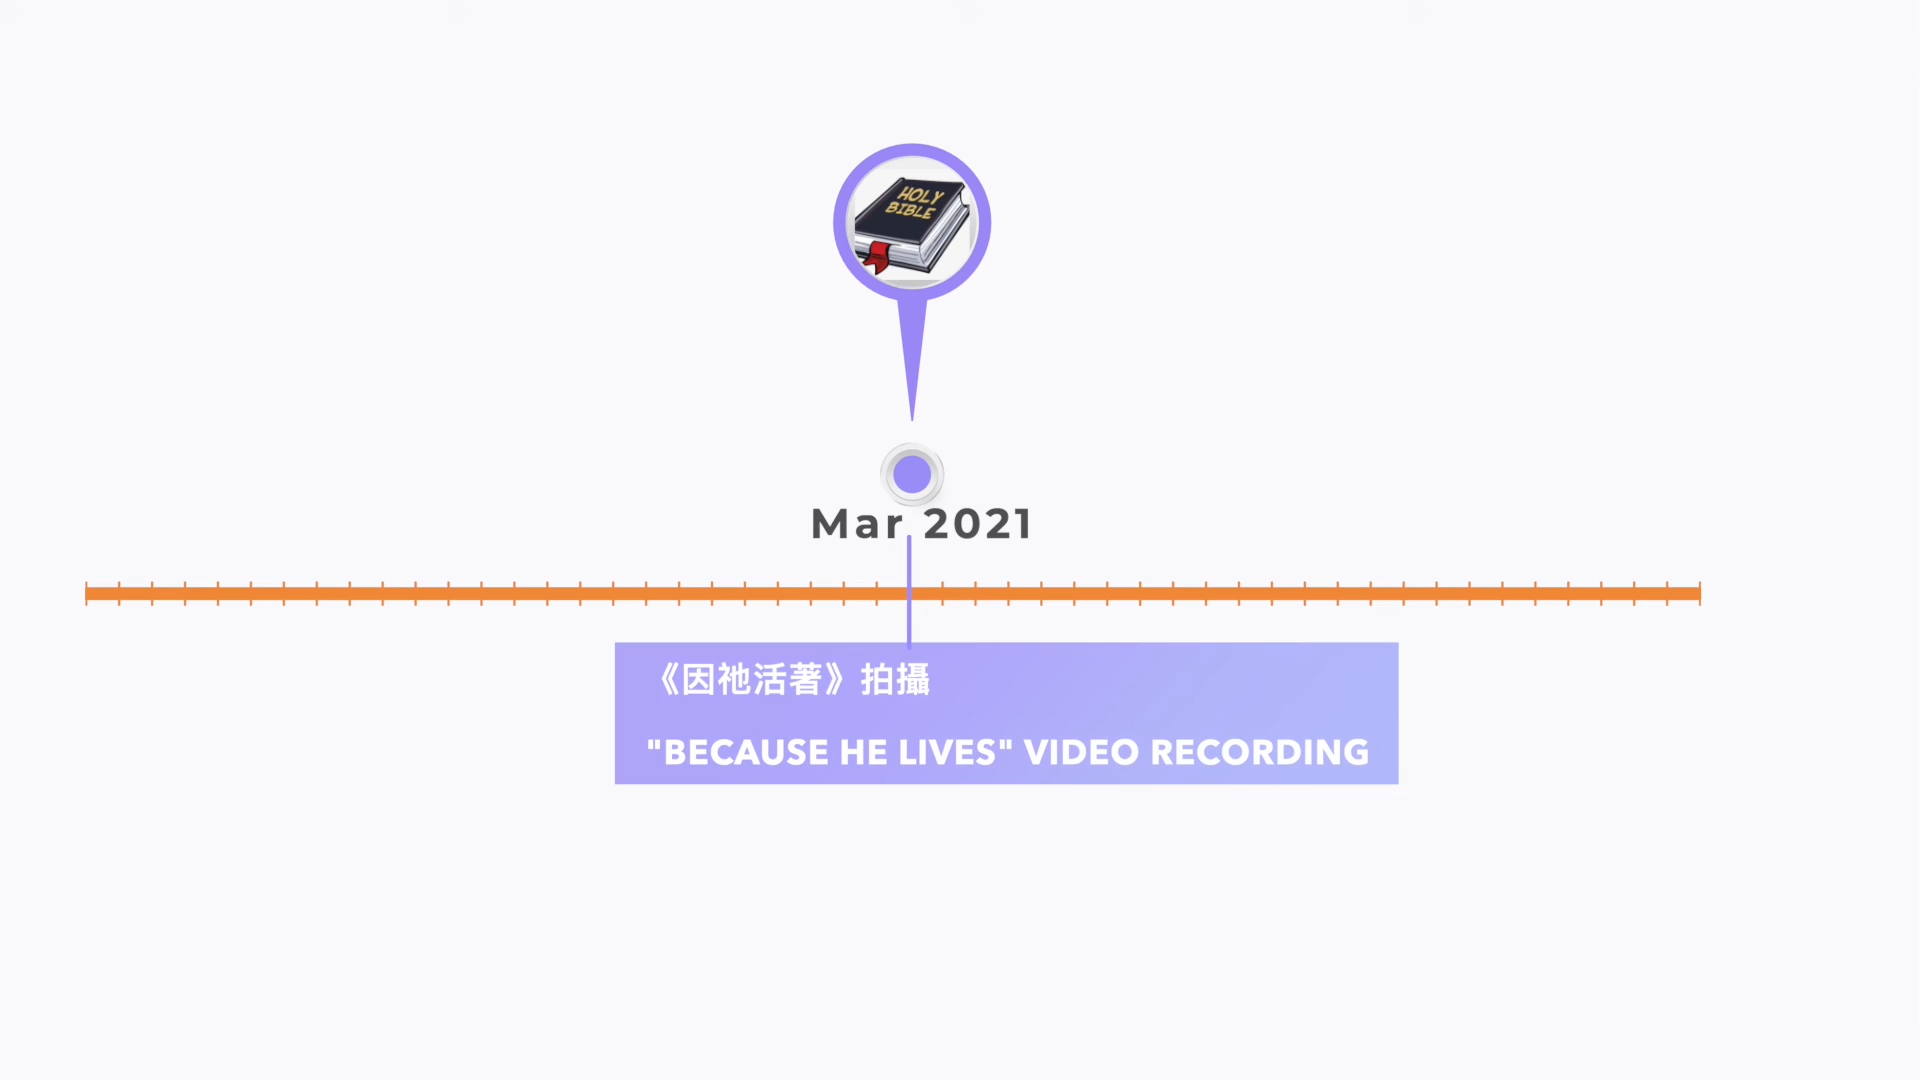 HOLY
BIBLE
Mar 2021
《因祂活著》拍攝
"BECAUSE HE LIVES" VIDEO RECORDING